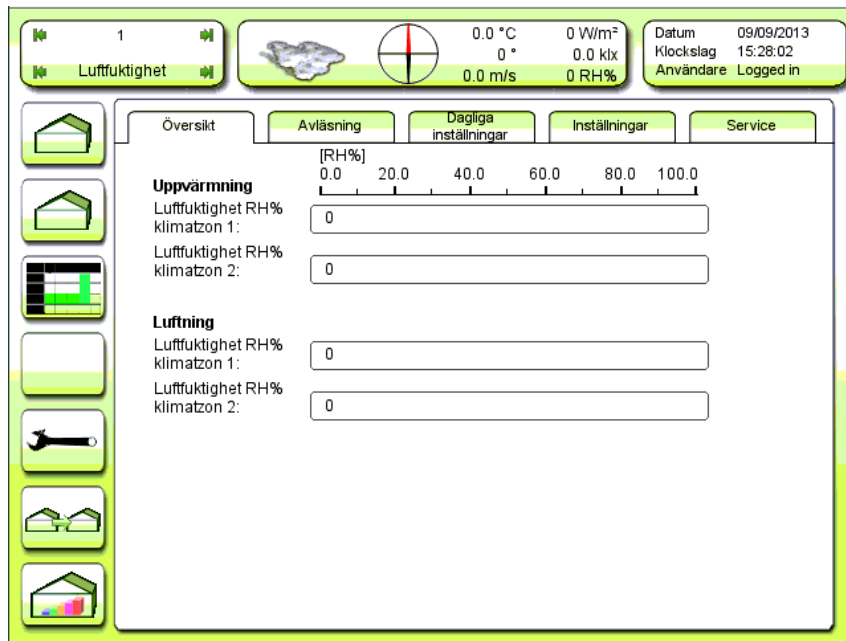 1
Luftfuktighet
0.0 °C
0 °
0.0 m/s
0 W/m²
0.0 klx
0 RH%
Datum 09/09/2013
Klockslag 15:28:02
Användare Logged in
Översikt
Avläsning
Dagliga
inställningar
Inställningar
Service
[RH%]
0.0 20.0 40.0 60.0 80.0 100.0
Uppvärmning
Luftfuktighet RH%
klimatzon 1:
0
Luftfuktighet RH%
klimatzon 2:
0
Luftning
Luftfuktighet RH%
klimatzon 1:
0
Luftfuktighet RH%
klimatzon 2:
0